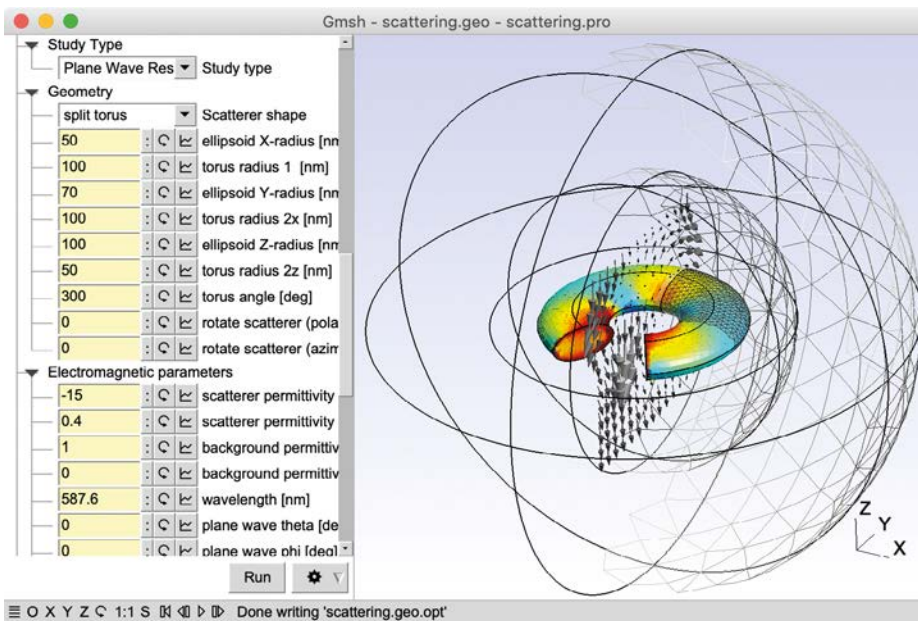 Gmsh - scattering.geo - scattering.pro
Study Type
Plane Wave Res Study type
Geometry
split torus Scatterer shape
50 : ellipsoid X-radius [nm
100 : torus radius 1 [nm]
70 : ellipsoid Y-radius [nm
100 : torus radius 2x [nm]
100 : ellipsoid Z-radius [nm
50 : torus radius 2z [nm]
300 : torus angle [deg]
0 : rotate scatterer (pola
0 : rotate scatterer (azim
Electromagnetic parameters
-15 : scatterer permittivity
0.4 : scatterer permittivity
1 : background permittiv
0 : background permittiv
587.6 : wavelength [nm]
0 : plane wave theta [de
0 : plane wave phi [deg]
Run
Z
Y
X
O X Y Z 1:1 S Done writing 'scattering.geo.opt'